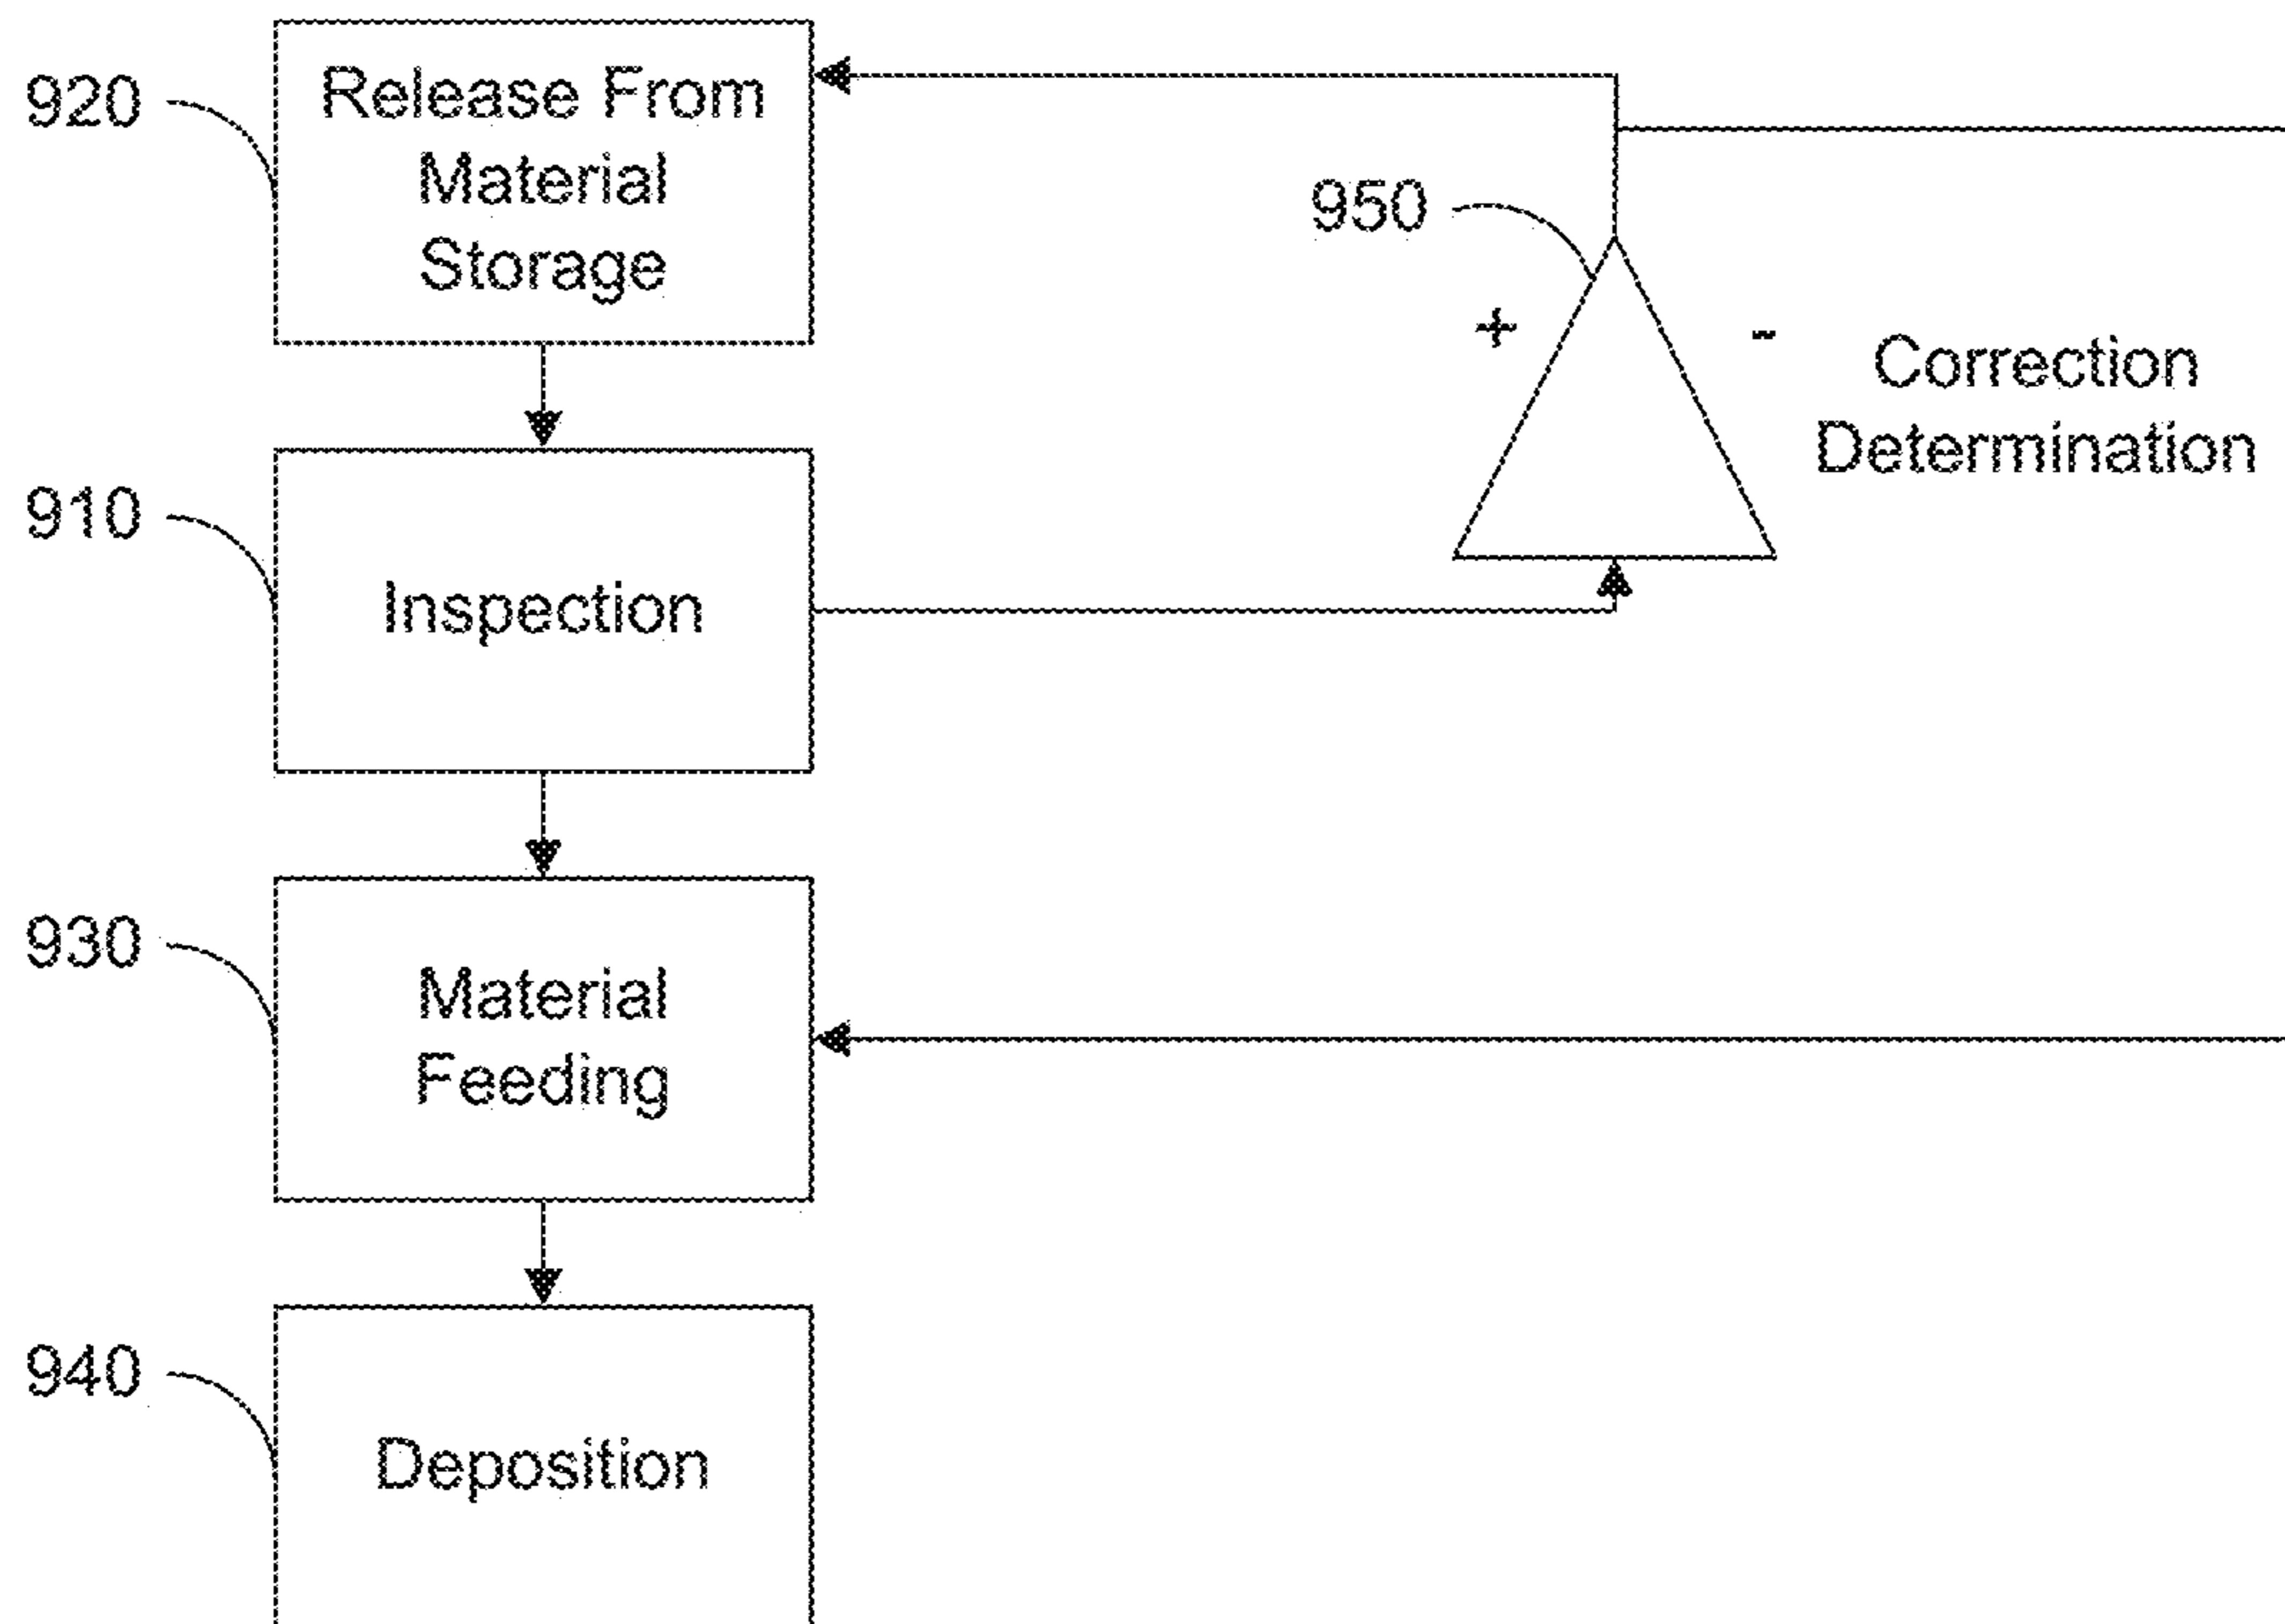 920
Release From
Material
Storage
950
+
-
Correction
Determination
910
Inspection
930
Material
Feeding
940
Deposition